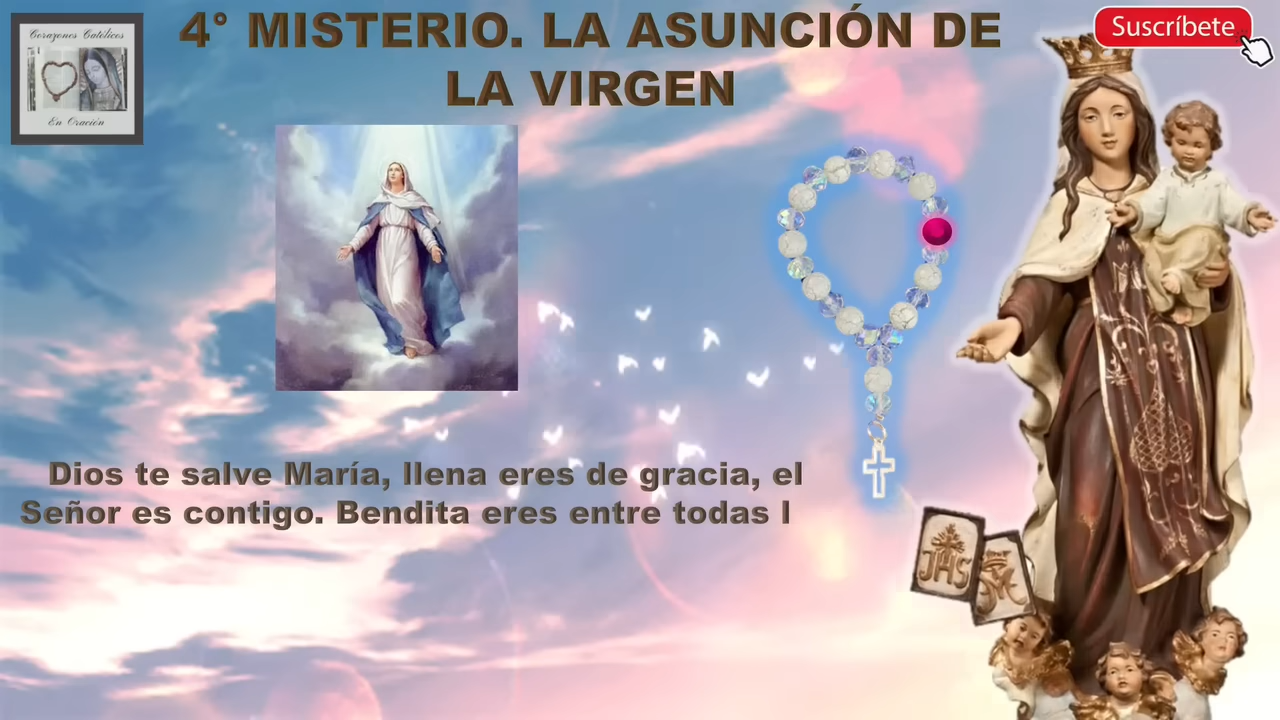 Corazones Católicos
En Oración
4° MISTERIO. LA ASUNCIÓN DE
LA VIRGEN
Suscríbete
Dios te salve María, llena eres de gracia, el
Señor es contigo. Bendita eres entre todas l
JHS